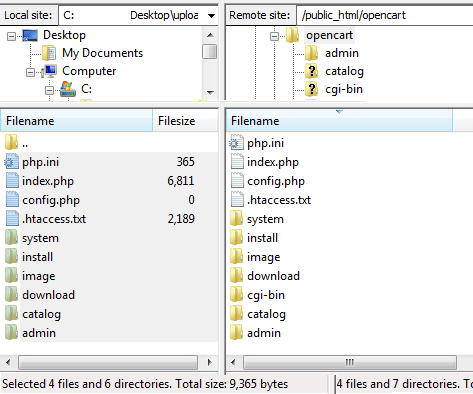 Local site: C: Desktop\uploa
Desktop
My Documents
Computer
C:
Filename Filesize
..
php.ini 365
index.php 6,811
config.php 0
.htaccess.txt 2,189
system
install
image
download
catalog
admin
Selected 4 files and 6 directories. Total size: 9,365 bytes
Remote site: /public_html/opencart
opencart
admin
catalog
cgi-bin
Filename
php.ini
index.php
config.php
.htaccess.txt
system
install
image
download
cgi-bin
catalog
admin
4 files and 7 directories. Tot